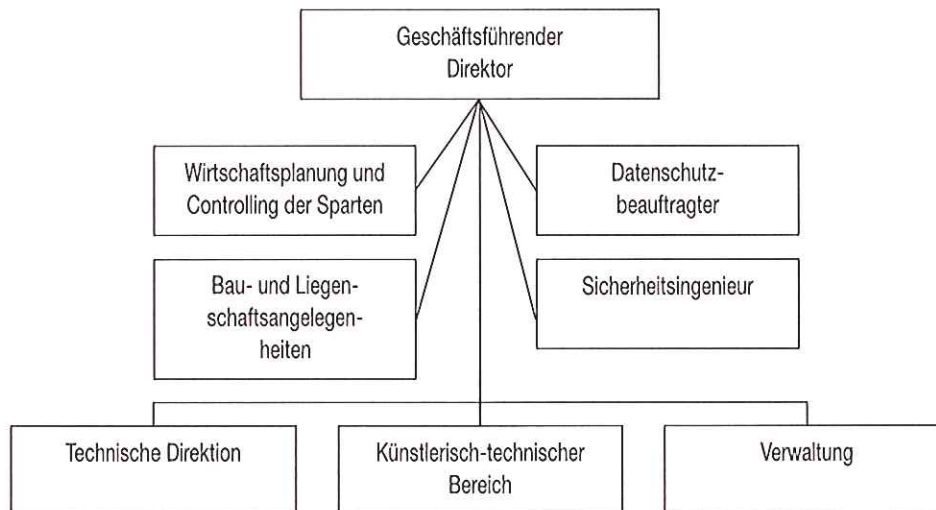 Geschäftsführender
Direktor
Wirtschaftsplanung und
Controlling der Sparten
Datenschutz-
beauftragter
Bau- und Liegen-
schaftsangelegen-
heiten
Sicherheitsingenieur
Technische Direktion
Künstlerisch-technischer
Bereich
Verwaltung